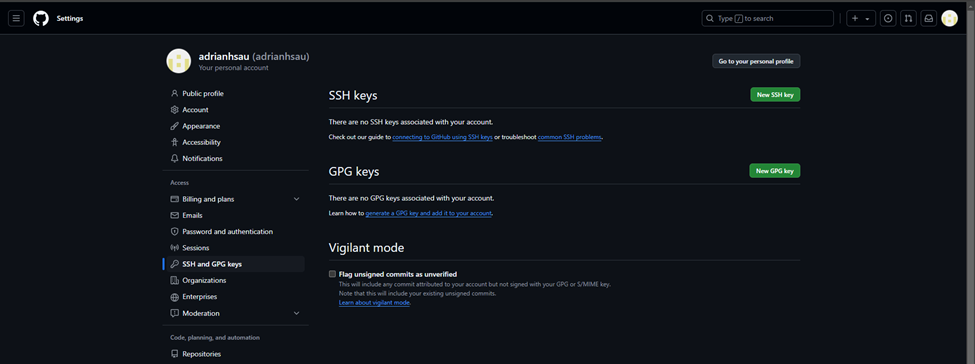 Settings
Type / to search
adrianhsau (adrianhsau)
Your personal account
Go to your personal profile
Public profile
Account
Appearance
Accessibility
Notifications
Access
Billing and plans
Emails
Password and authentication
Sessions
SSH and GPG keys
Organizations
Enterprises
Moderation
Code, planning, and automation
Repositories
SSH keys
New SSH key
There are no SSH keys associated with your account.
Check out our guide to connecting to GitHub using SSH keys or troubleshoot common SSH problems.
GPG keys
New GPG key
There are no GPG keys associated with your account.
Learn how to generate a GPG key and add it to your account.
Vigilant mode
Flag unsigned commits as unverified
This will include any commit attributed to your account but not signed with your GPG or S/MIME key.
Note that this will include your existing unsigned commits.
Learn about vigilant mode.